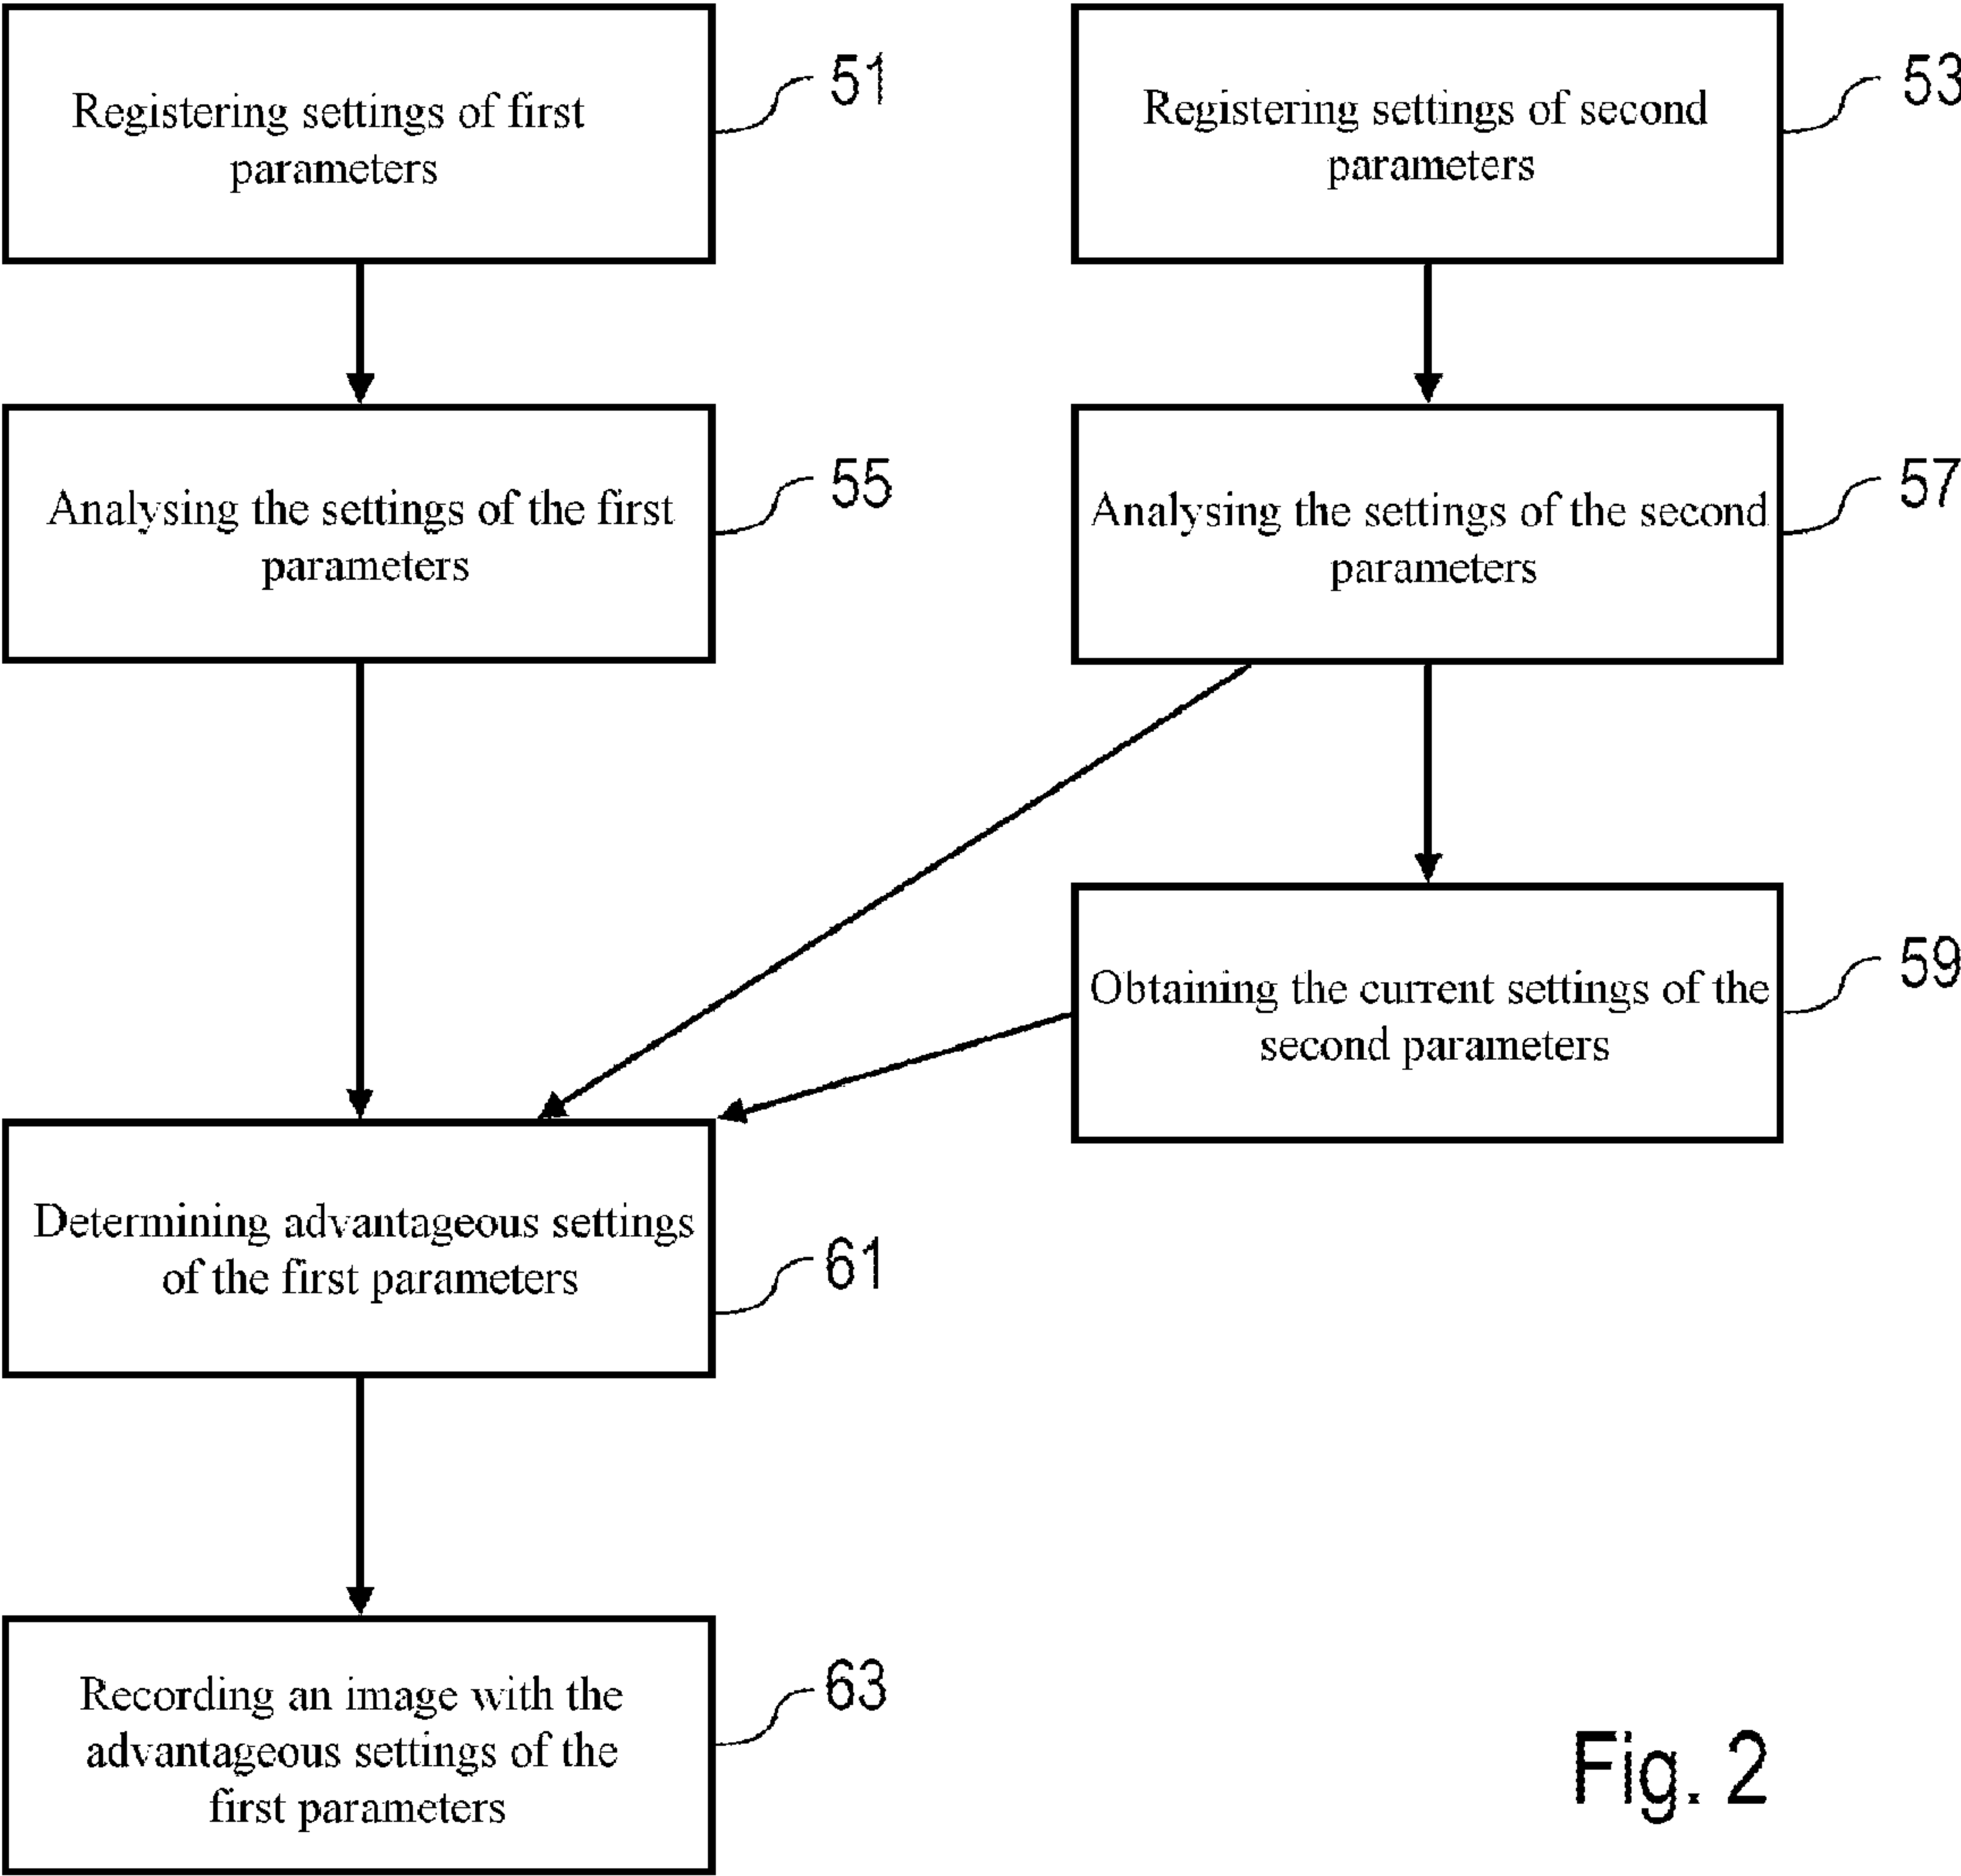 Registering settings of first
parameters
51
Registering settings of second
parameters
53
Analysing the settings of the first
parameters
55
Analysing the settings of the second
parameters
57
Obtaining the current settings of the
second parameters
59
Determining advantageous settings
of the first parameters
61
Recording an image with the
advantageous settings of the
first parameters
63
Fig. 2